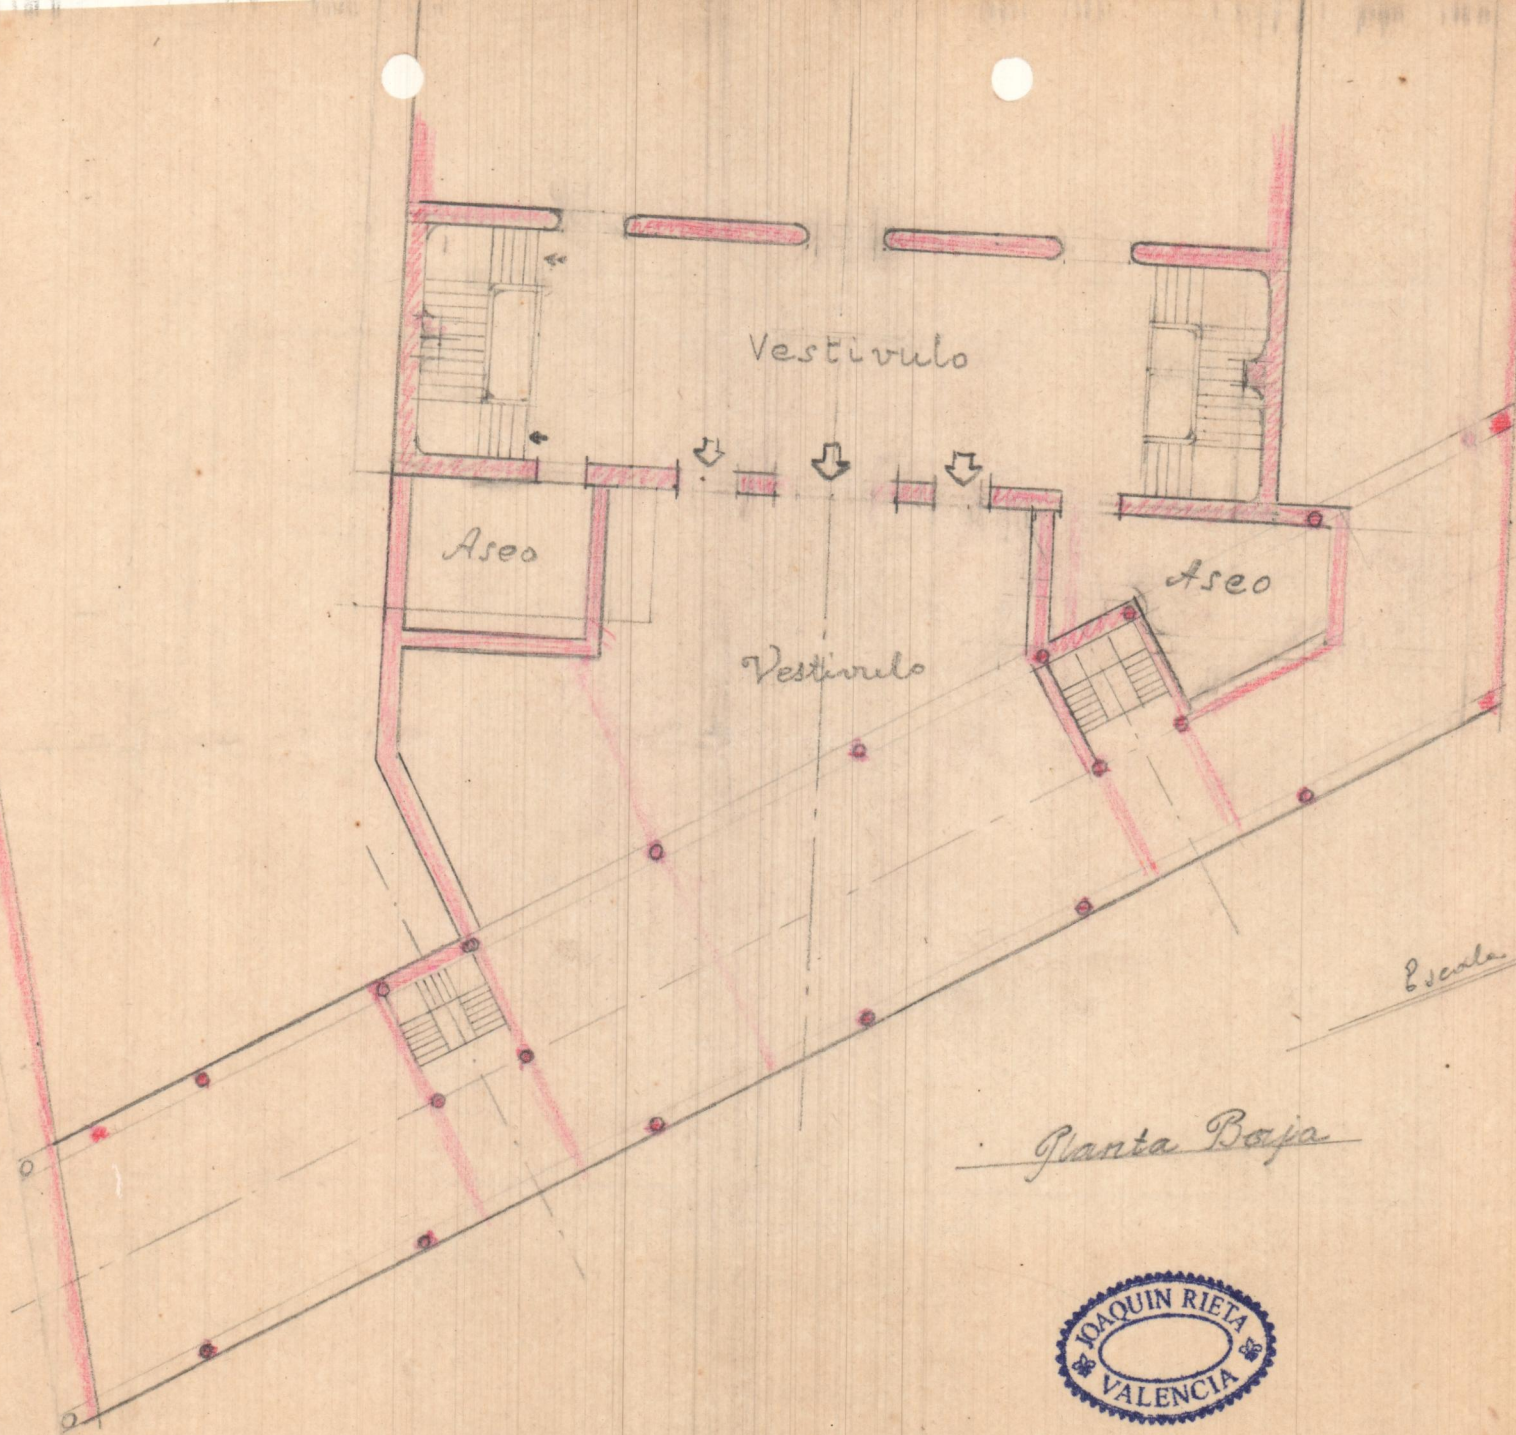 Vestivulo
Aseo
Aseo
Vestivulo
Escala
Planta Baja
JOAQUIN RIETA
VALENCIA